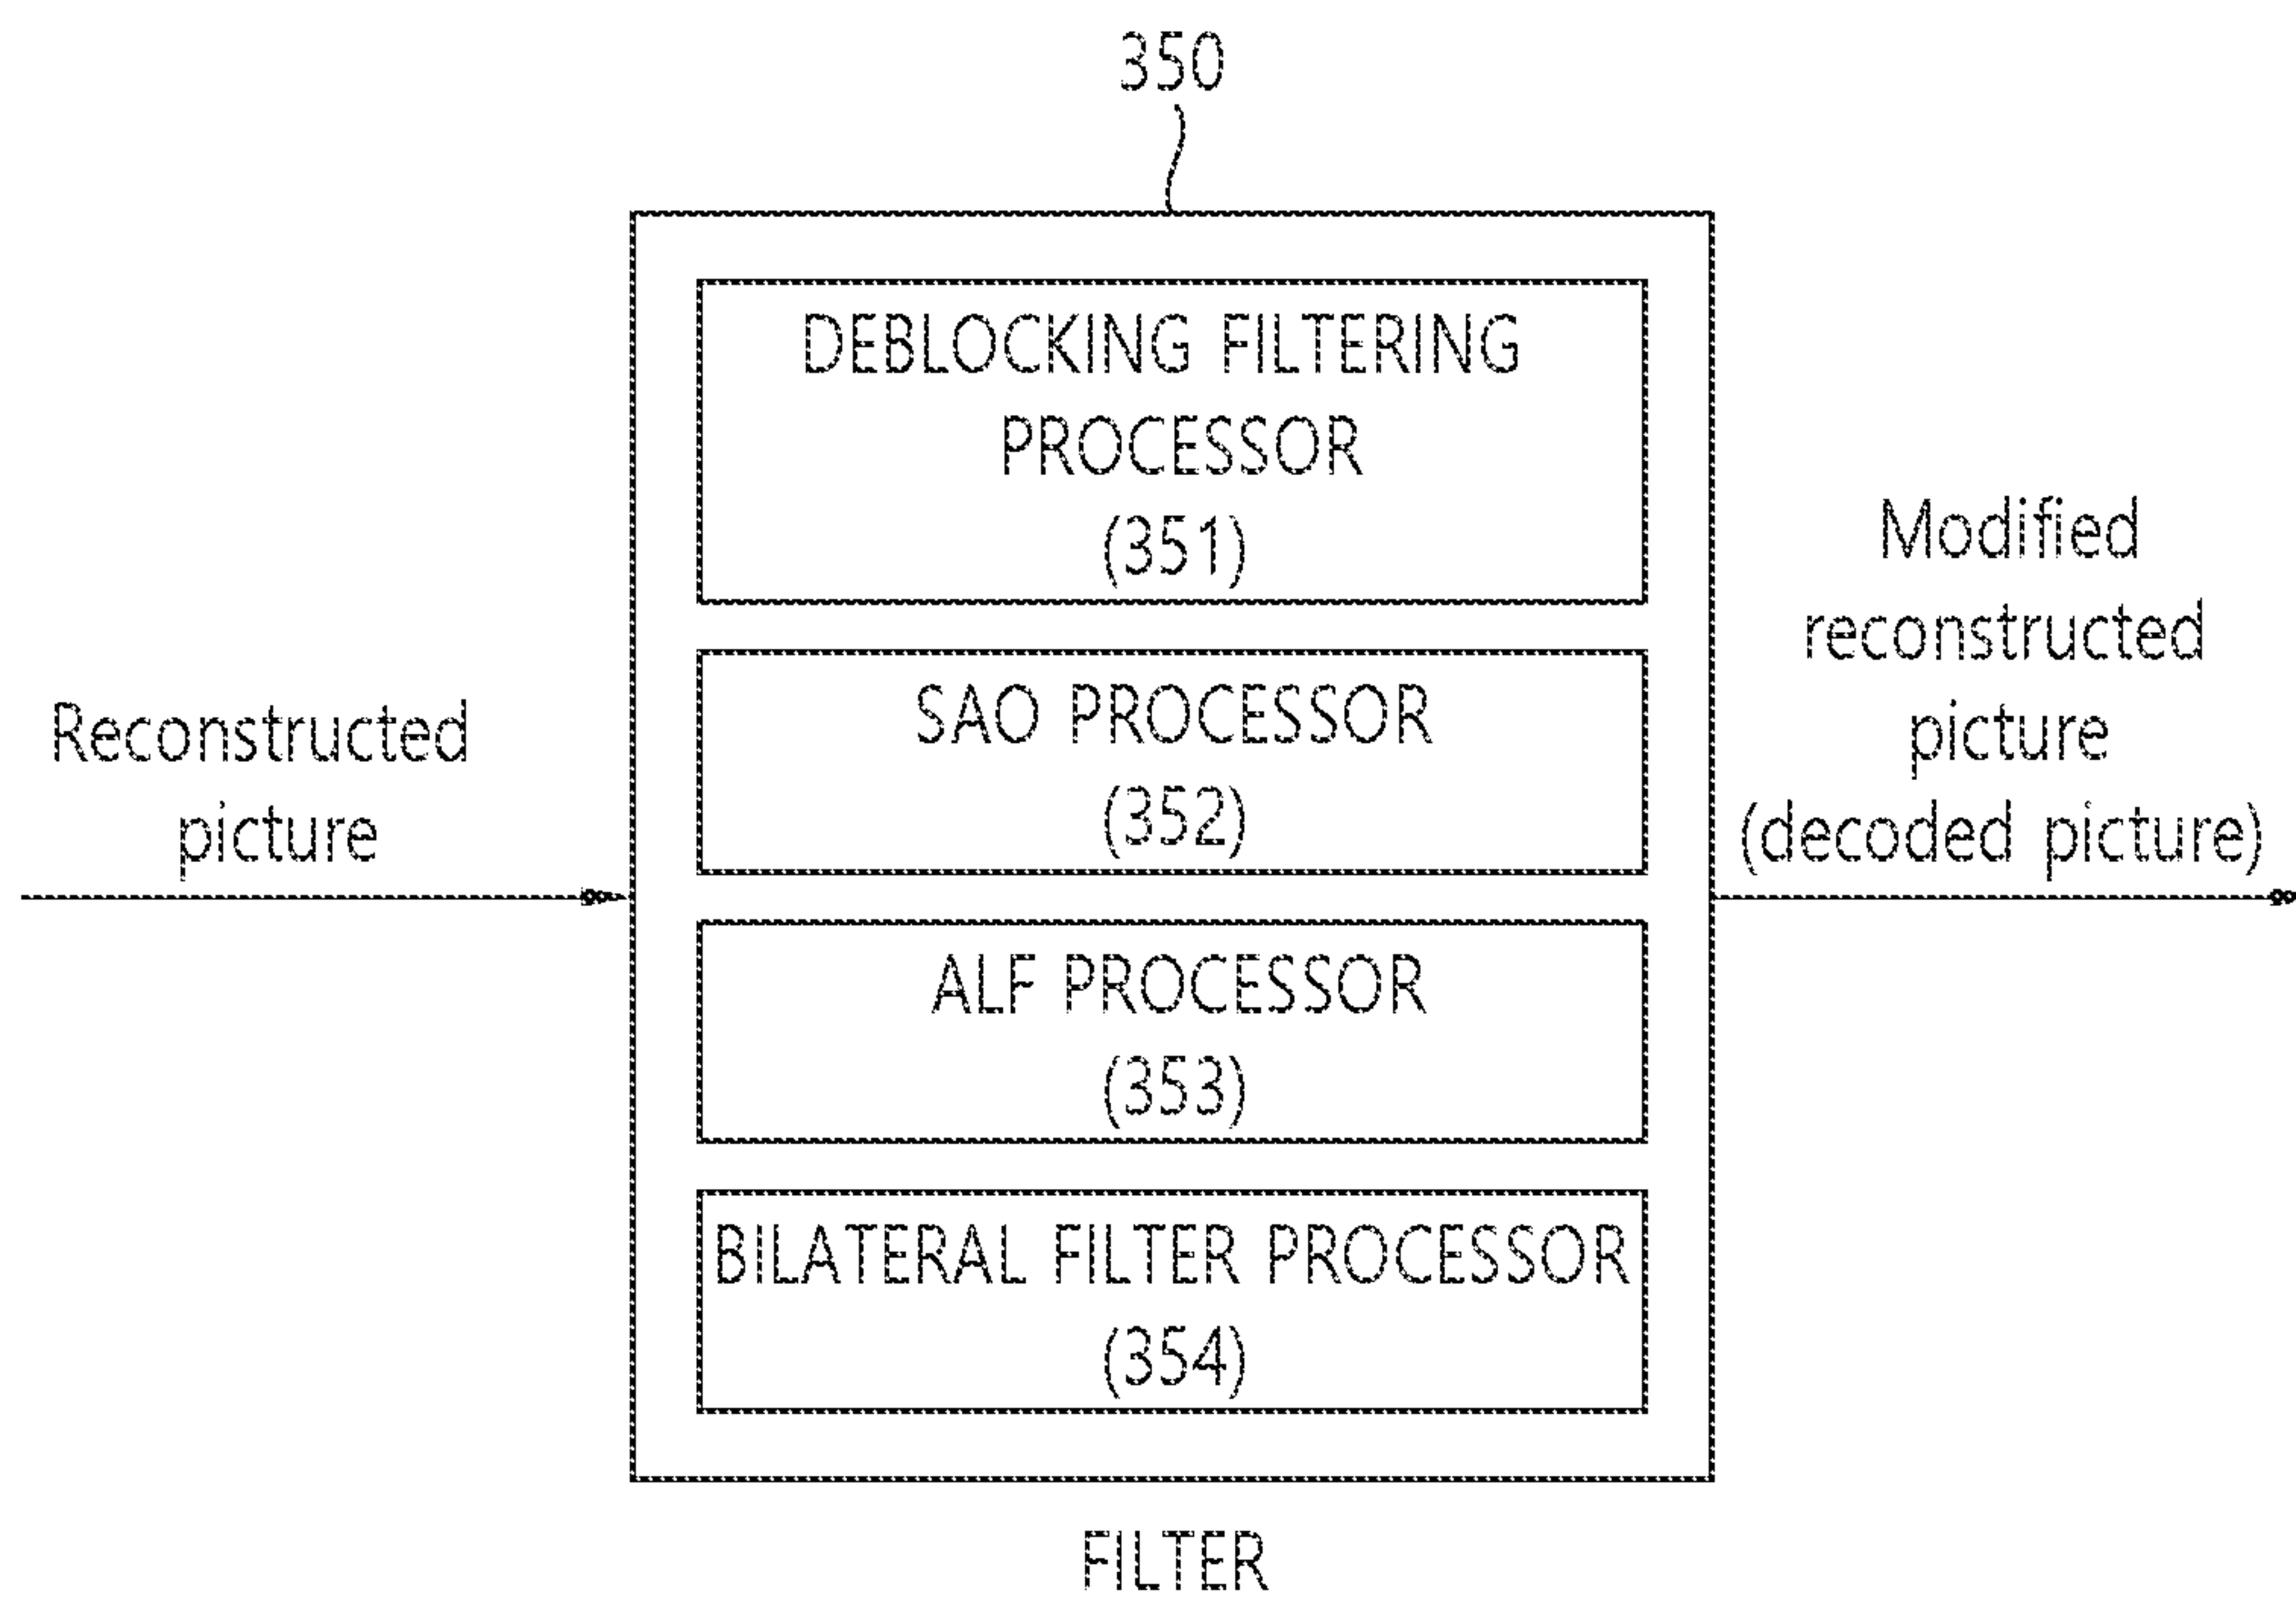 350
DEBLOCKING FILTERING
PROCESSOR
(351)
SAO PROCESSOR
(352)
ALF PROCESSOR
(353)
BILATERAL FILTER PROCESSOR
(354)
FILTER
Reconstructed
picture
Modified
reconstructed
picture
(decoded picture)